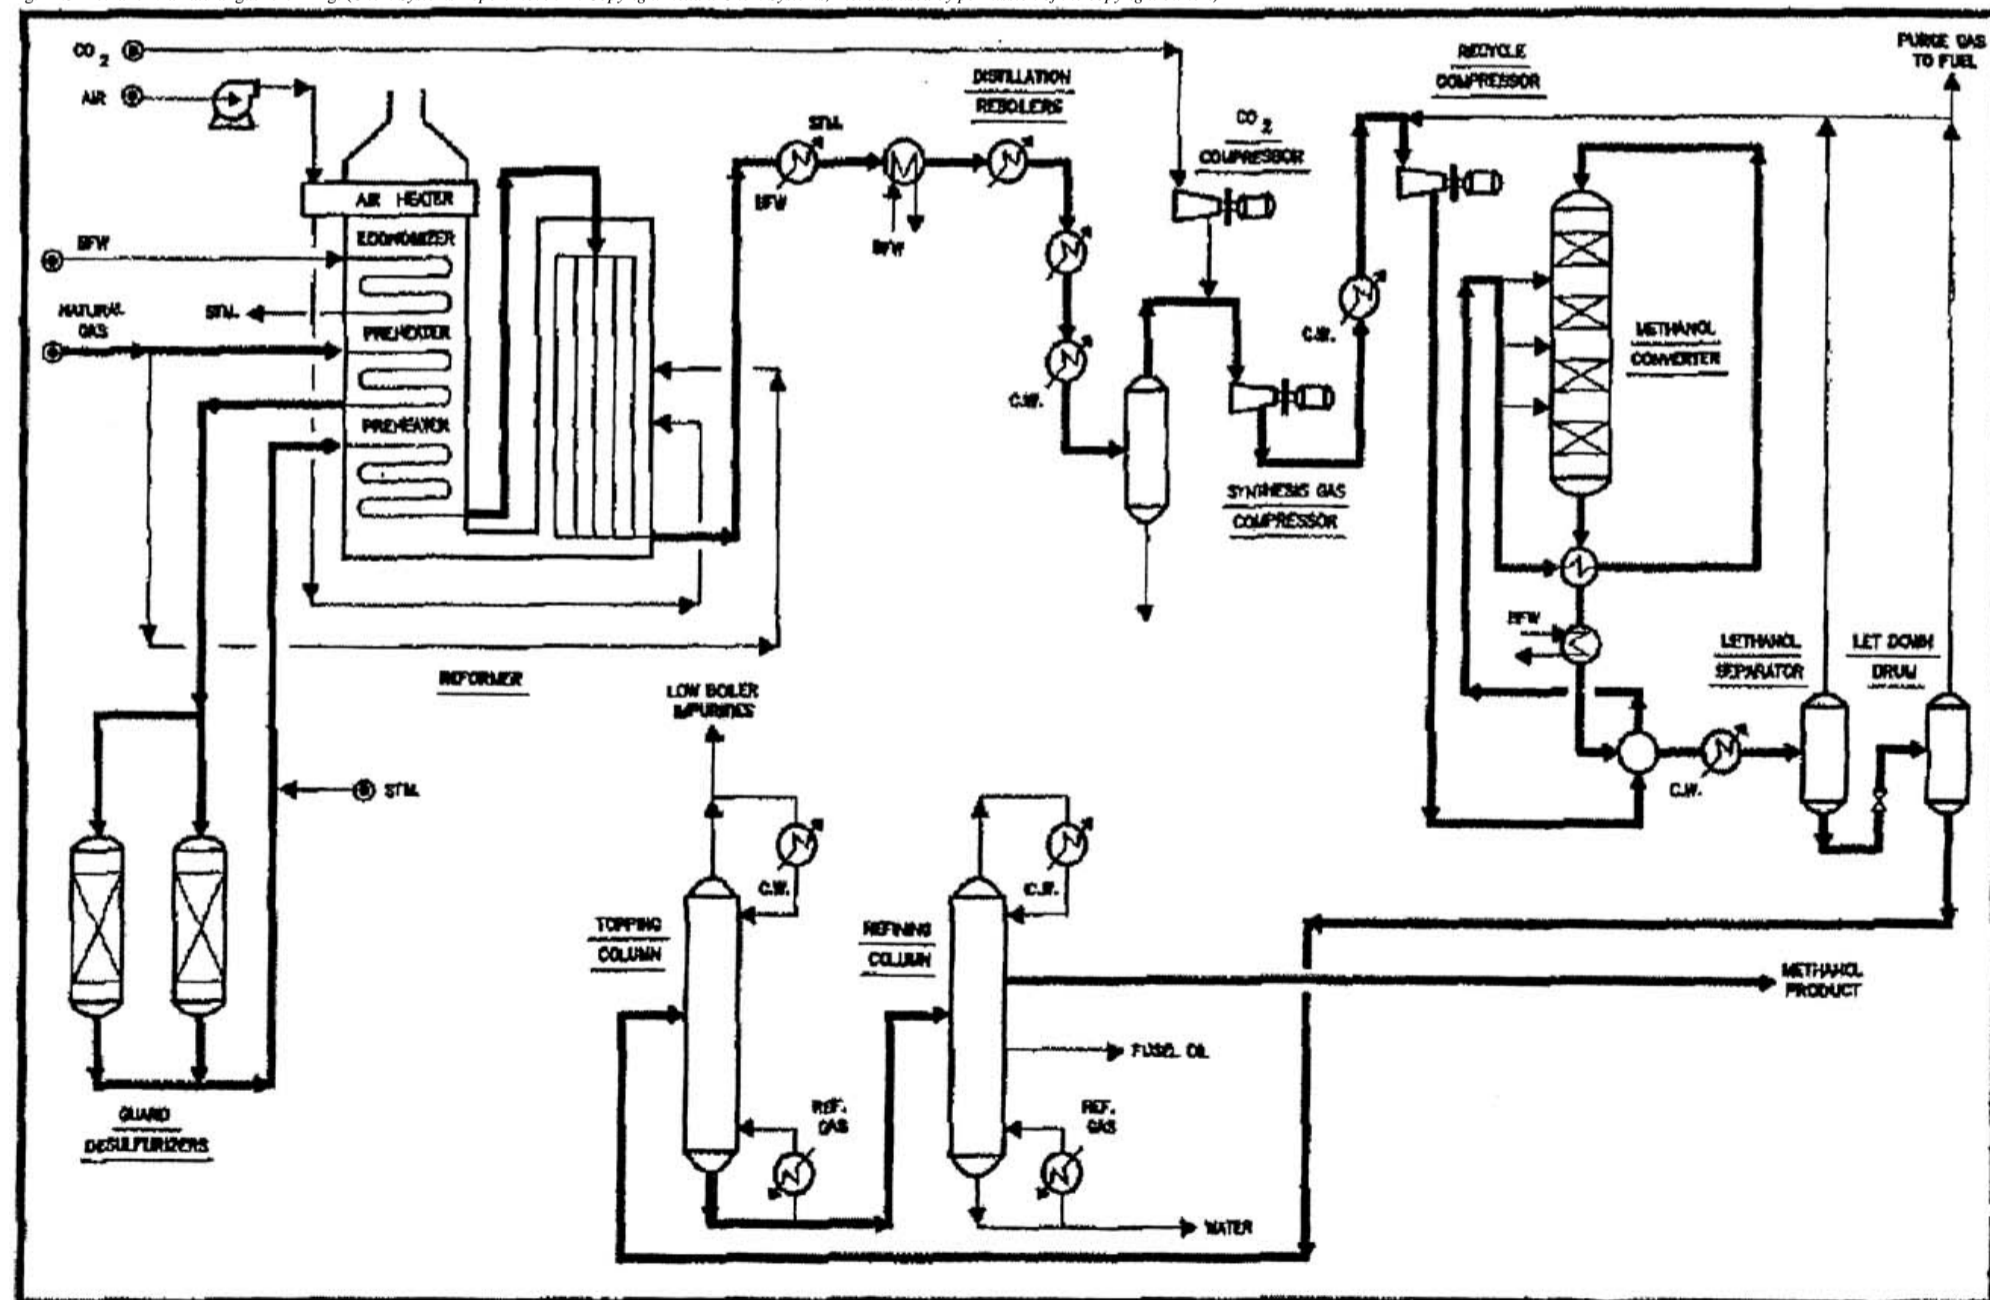 CO2
AIR
AIR HEATER
BFW
ECONOMIZER
STM.
NATURAL
GAS
PREHEATER
PREHEATER
REFORMER
STM.
GUARD
DESULFURIZERS
STM.
BFW
BFW
DISTILLATION
REBOILERS
C.W.
CO2
COMPRESSOR
SYNTHESIS GAS
COMPRESSOR
C.W.
RECYCLE
COMPRESSOR
PURGE GAS
TO FUEL
METHANOL
CONVERTER
BFW
C.W.
METHANOL
SEPARATOR
LET DOWN
DRUM
LOW BOILER
IMPURITIES
C.W.
TOPPING
COLUMN
REF.
GAS
C.W.
REFINING
COLUMN
REF.
GAS
METHANOL
PRODUCT
FUSEL OIL
WATER